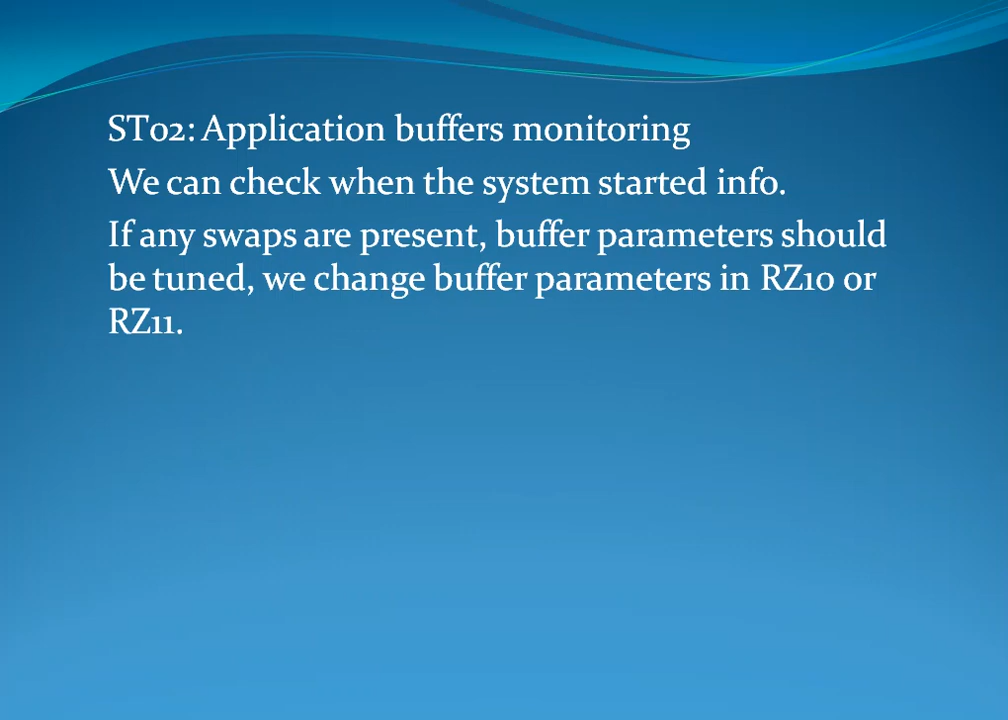 ST02: Application buffers monitoring
We can check when the system started info.
If any swaps are present, buffer parameters should
be tuned, we change buffer parameters in RZ10 or
RZ11.